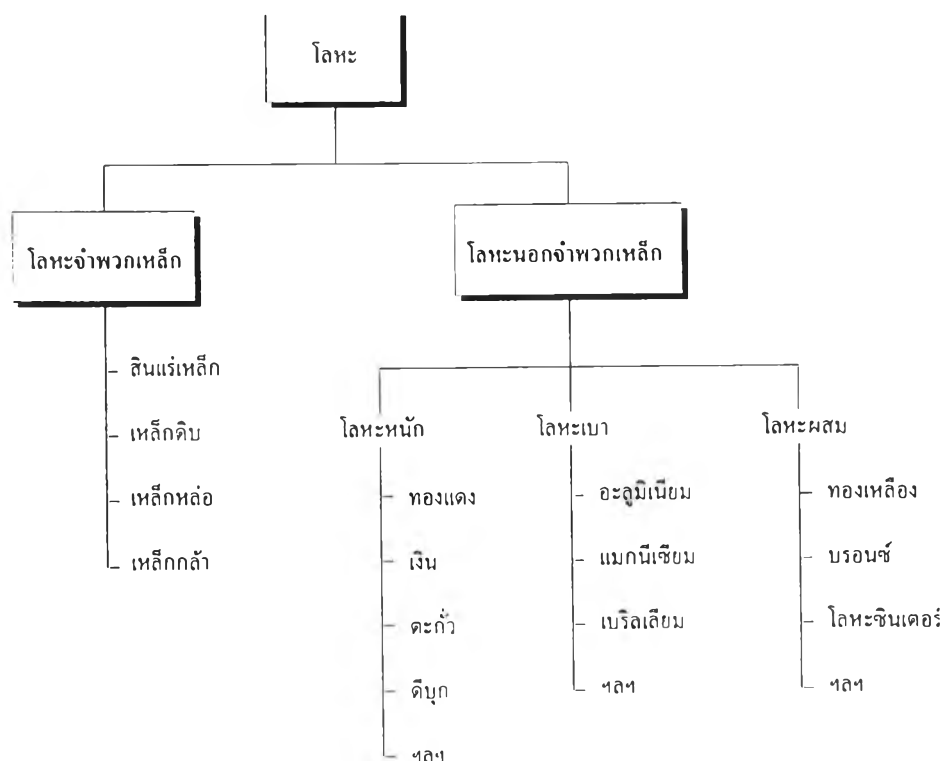 โลหะ
โลหะจำพวกเหล็ก
โลหะนอกจำพวกเหล็ก
- สินแร่เหล็ก
- เหล็กดิบ
- เหล็กหล่อ
- เหล็กกล้า
โลหะหนัก
- ทองแดง
- เงิน
- ตะกั่ว
- ดีบุก
- ฯลฯ
โลหะเบา
- อะลูมิเนียม
- แมกนีเซียม
- เบริลเลียม
- ฯลฯ
โลหะผสม
- ทองเหลือง
- บรอนซ์
- โลหะซินเตอร์
- ฯลฯ